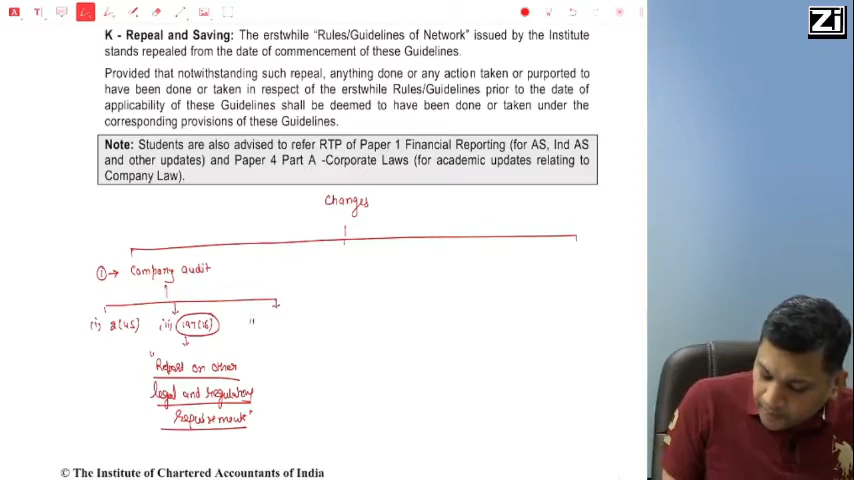 K - Repeal and Saving: The erstwhile “Rules/Guidelines of Network” issued by the Institute
stands repealed from the date of commencement of these Guidelines.
Provided that notwithstanding such repeal, anything done or any action taken or purported to
have been done or taken in respect of the erstwhile Rules/Guidelines prior to the date of
applicability of these Guidelines shall be deemed to have been done or taken under the
corresponding provisions of these Guidelines.
Note: Students are also advised to refer RTP of Paper 1 Financial Reporting (for AS, Ind AS
and other updates) and Paper 4 Part A -Corporate Laws (for academic updates relating to
Company Law).
Changes
① → Company audit
(i) 2(45) (ii) 197(16)
"Report on other
legal and regulatory
requirement"
© The Institute of Chartered Accountants of India
Zi